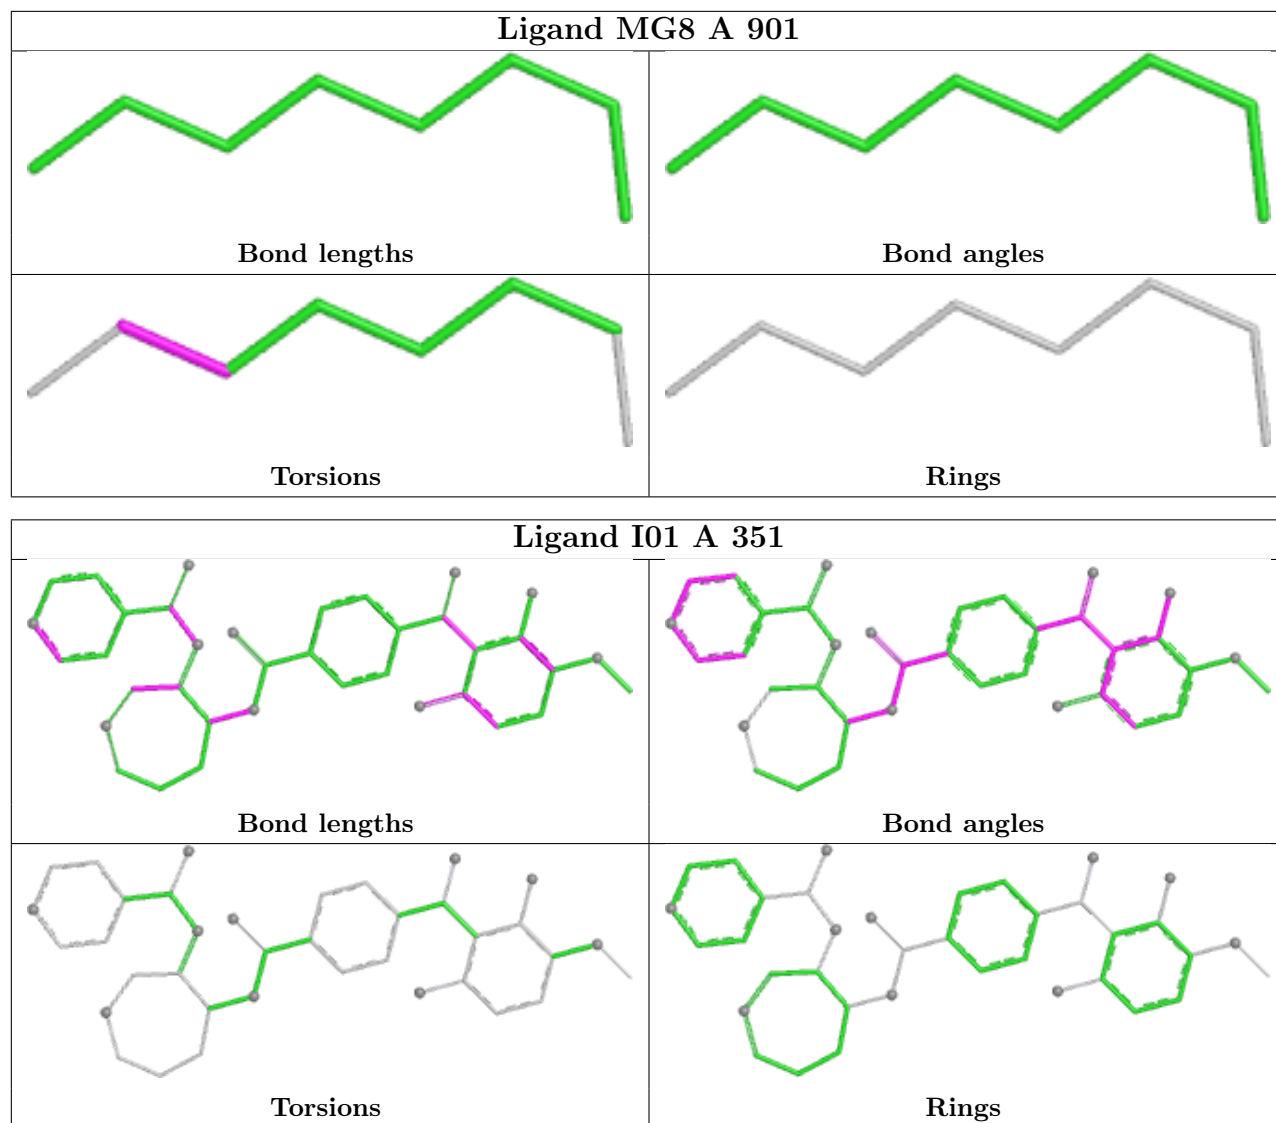 Ligand MG8 A 901
Bond lengths
Bond angles
Torsions
Rings
Ligand I01 A 351
Bond lengths
Bond angles
Torsions
Rings